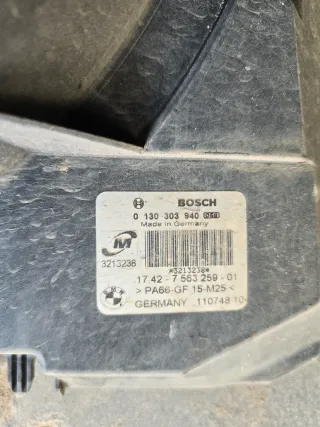 BOSCH
0 130 303 940
Made in Germany
3213238
*3213238*
17 42 - 7 563 259 - 01
> PA66-GF 15-M25 <
GERMANY 110748 10